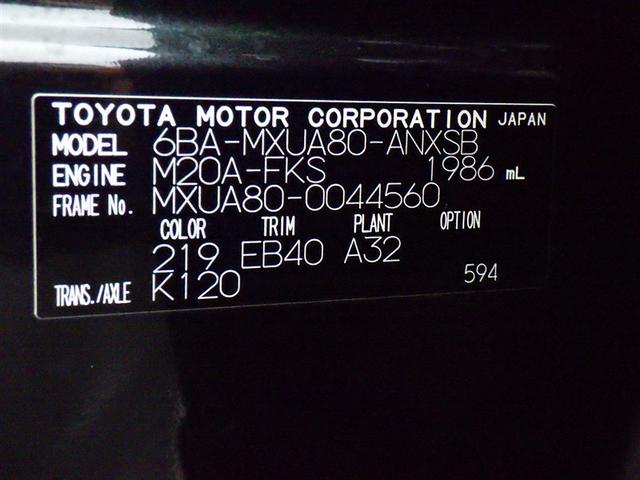 TOYOTA MOTOR CORPORATION JAPAN
MODEL 6BA-MXUA80-ANXSB
ENGINE M20A-FKS 1986 mL
FRAME No. MXUA80-0044560
COLOR TRIM PLANT OPTION
219 EB40 A32
TRANS./AXLE K120 594